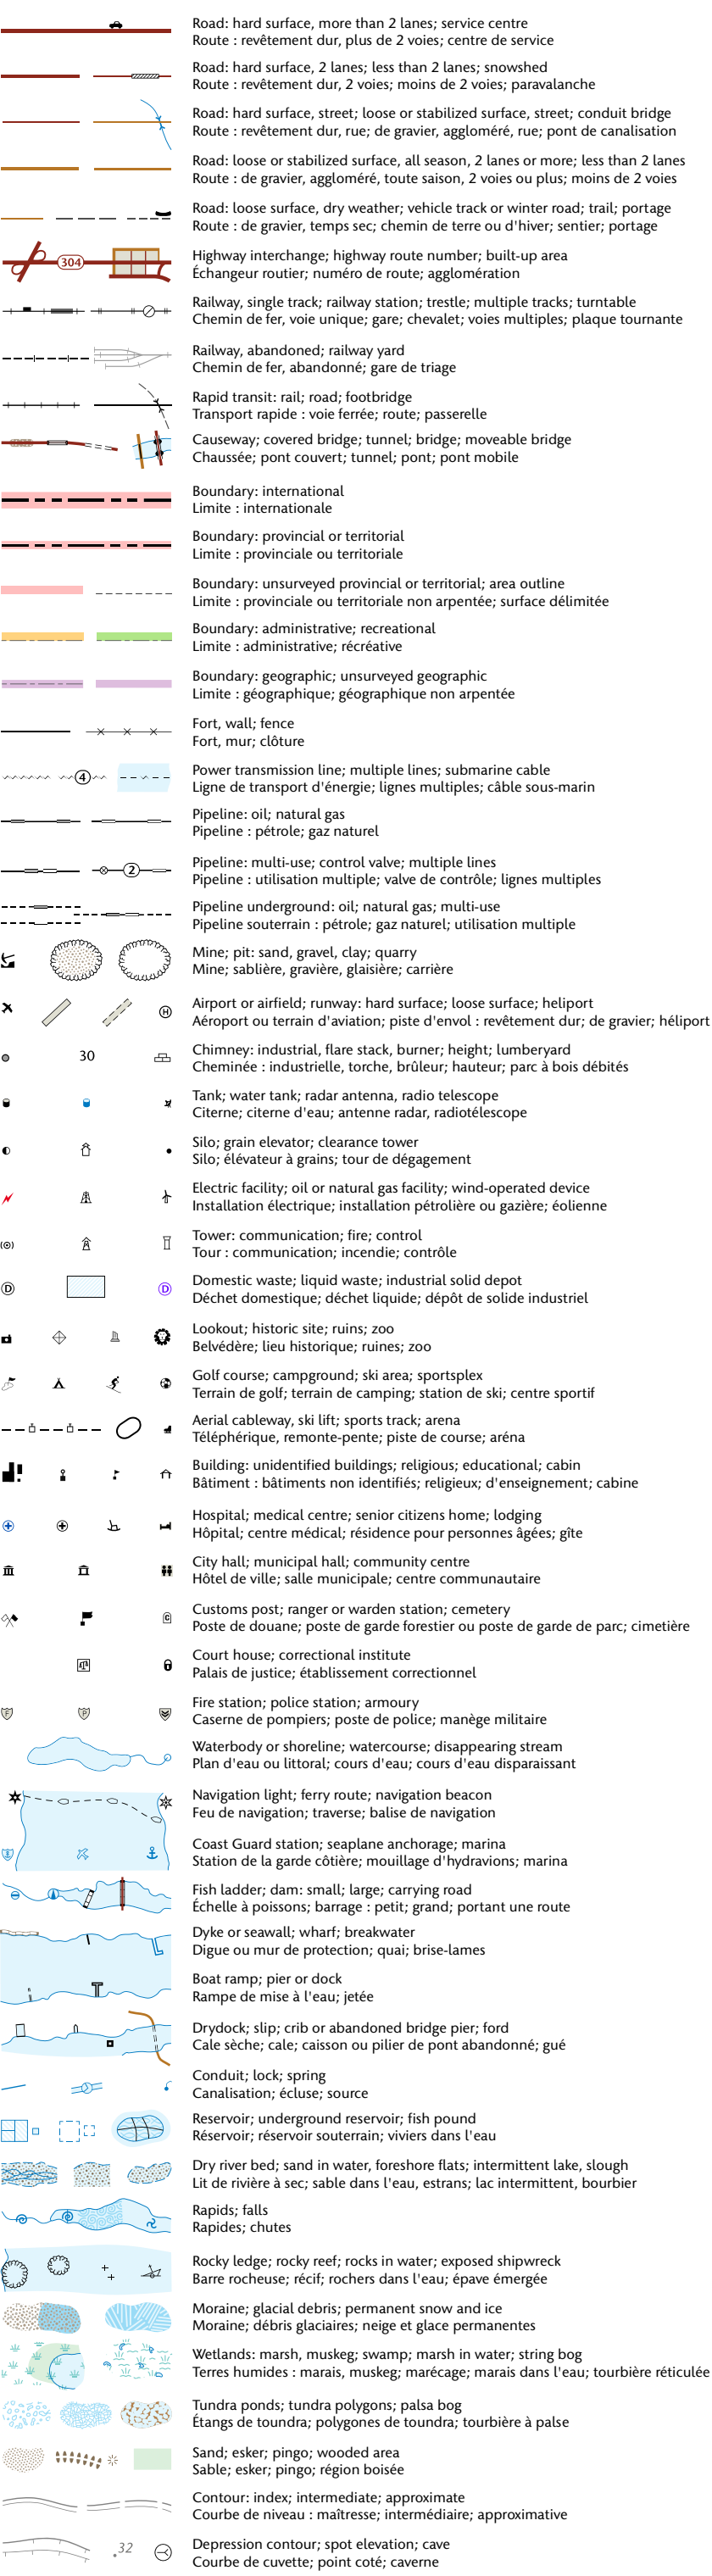 Road: hard surface, more than 2 lanes; service centre
Route : revêtement dur, plus de 2 voies; centre de service
Road: hard surface, 2 lanes; less than 2 lanes; snowshed
Route : revêtement dur, 2 voies; moins de 2 voies; paravalanche
Road: hard surface, street; loose or stabilized surface, street; conduit bridge
Route : revêtement dur, rue; de gravier, aggloméré, rue; pont de canalisation
Road: loose or stabilized surface, all season, 2 lanes or more; less than 2 lanes
Route : de gravier, aggloméré, toute saison, 2 voies ou plus; moins de 2 voies
Road: loose surface, dry weather; vehicle track or winter road; trail; portage
Route : de gravier, temps sec; chemin de terre ou d'hiver; sentier; portage
304
Highway interchange; highway route number; built-up area
Échangeur routier; numéro de route; agglomération
Railway, single track; railway station; trestle; multiple tracks; turntable
Chemin de fer, voie unique; gare; chevalet; voies multiples; plaque tournante
Railway, abandoned; railway yard
Chemin de fer, abandonné; gare de triage
Rapid transit: rail; road; footbridge
Transport rapide : voie ferrée; route; passerelle
Causeway; covered bridge; tunnel; bridge; moveable bridge
Chaussée; pont couvert; tunnel; pont; pont mobile
Boundary: international
Limite : internationale
Boundary: provincial or territorial
Limite : provinciale ou territoriale
Boundary: unsurveyed provincial or territorial; area outline
Limite : provinciale ou territoriale non arpentée; surface délimitée
Boundary: administrative; recreational
Limite : administrative; récréative
Boundary: geographic; unsurveyed geographic
Limite : géographique; géographique non arpentée
Fort, wall; fence
Fort, mur; clôture
4
Power transmission line; multiple lines; submarine cable
Ligne de transport d'énergie; lignes multiples; câble sous-marin
Pipeline: oil; natural gas
Pipeline : pétrole; gaz naturel
2
Pipeline: multi-use; control valve; multiple lines
Pipeline : utilisation multiple; valve de contrôle; lignes multiples
Pipeline underground: oil; natural gas; multi-use
Pipeline souterrain : pétrole; gaz naturel; utilisation multiple
Mine; pit: sand, gravel, clay; quarry
Mine; sablière, gravière, glaisière; carrière
H
Airport or airfield; runway: hard surface; loose surface; heliport
Aéroport ou terrain d'aviation; piste d'envol : revêtement dur; de gravier; héliport
30
Chimney: industrial, flare stack, burner; height; lumberyard
Cheminée : industrielle, torche, brûleur; hauteur; parc à bois débités
Tank; water tank; radar antenna, radio telescope
Citerne; citerne d'eau; antenne radar, radiotélescope
Silo; grain elevator; clearance tower
Silo; élévateur à grains; tour de dégagement
Electric facility; oil or natural gas facility; wind-operated device
Installation électrique; installation pétrolière ou gazière; éolienne
Tower: communication; fire; control
Tour : communication; incendie; contrôle
D D
Domestic waste; liquid waste; industrial solid depot
Déchet domestique; déchet liquide; dépôt de solide industriel
Lookout; historic site; ruins; zoo
Belvédère; lieu historique; ruines; zoo
Golf course; campground; ski area; sportsplex
Terrain de golf; terrain de camping; station de ski; centre sportif
Aerial cableway, ski lift; sports track; arena
Téléphérique, remonte-pente; piste de course; aréna
Building: unidentified buildings; religious; educational; cabin
Bâtiment : bâtiments non identifiés; religieux; d'enseignement; cabine
Hospital; medical centre; senior citizens home; lodging
Hôpital; centre médical; résidence pour personnes âgées; gîte
City hall; municipal hall; community centre
Hôtel de ville; salle municipale; centre communautaire
C
Customs post; ranger or warden station; cemetery
Poste de douane; poste de garde forestier ou poste de garde de parc; cimetière
Court house; correctional institute
Palais de justice; établissement correctionnel
F P
Fire station; police station; armoury
Caserne de pompiers; poste de police; manège militaire
Waterbody or shoreline; watercourse; disappearing stream
Plan d'eau ou littoral; cours d'eau; cours d'eau disparaissant
Navigation light; ferry route; navigation beacon
Feu de navigation; traverse; balise de navigation
Coast Guard station; seaplane anchorage; marina
Station de la garde côtière; mouillage d'hydravions; marina
Fish ladder; dam: small; large; carrying road
Échelle à poissons; barrage : petit; grand; portant une route
Dyke or seawall; wharf; breakwater
Digue ou mur de protection; quai; brise-lames
Boat ramp; pier or dock
Rampe de mise à l'eau; jetée
Drydock; slip; crib or abandoned bridge pier; ford
Cale sèche; cale; caisson ou pilier de pont abandonné; gué
Conduit; lock; spring
Canalisation; écluse; source
Reservoir; underground reservoir; fish pound
Réservoir; réservoir souterrain; viviers dans l'eau
Dry river bed; sand in water, foreshore flats; intermittent lake, slough
Lit de rivière à sec; sable dans l'eau, estrans; lac intermittent, bourbier
Rapids; falls
Rapides; chutes
Rocky ledge; rocky reef; rocks in water; exposed shipwreck
Barre rocheuse; récif; rochers dans l'eau; épave émergée
Moraine; glacial debris; permanent snow and ice
Moraine; débris glaciaires; neige et glace permanentes
Wetlands: marsh, muskeg; swamp; marsh in water; string bog
Terres humides : marais, muskeg; marécage; marais dans l'eau; tourbière réticulée
Tundra ponds; tundra polygons; palsa bog
Étangs de toundra; polygones de toundra; tourbière à palse
Sand; esker; pingo; wooded area
Sable; esker; pingo; région boisée
Contour: index; intermediate; approximate
Courbe de niveau : maîtresse; intermédiaire; approximative
.32
Depression contour; spot elevation; cave
Courbe de cuvette; point coté; caverne